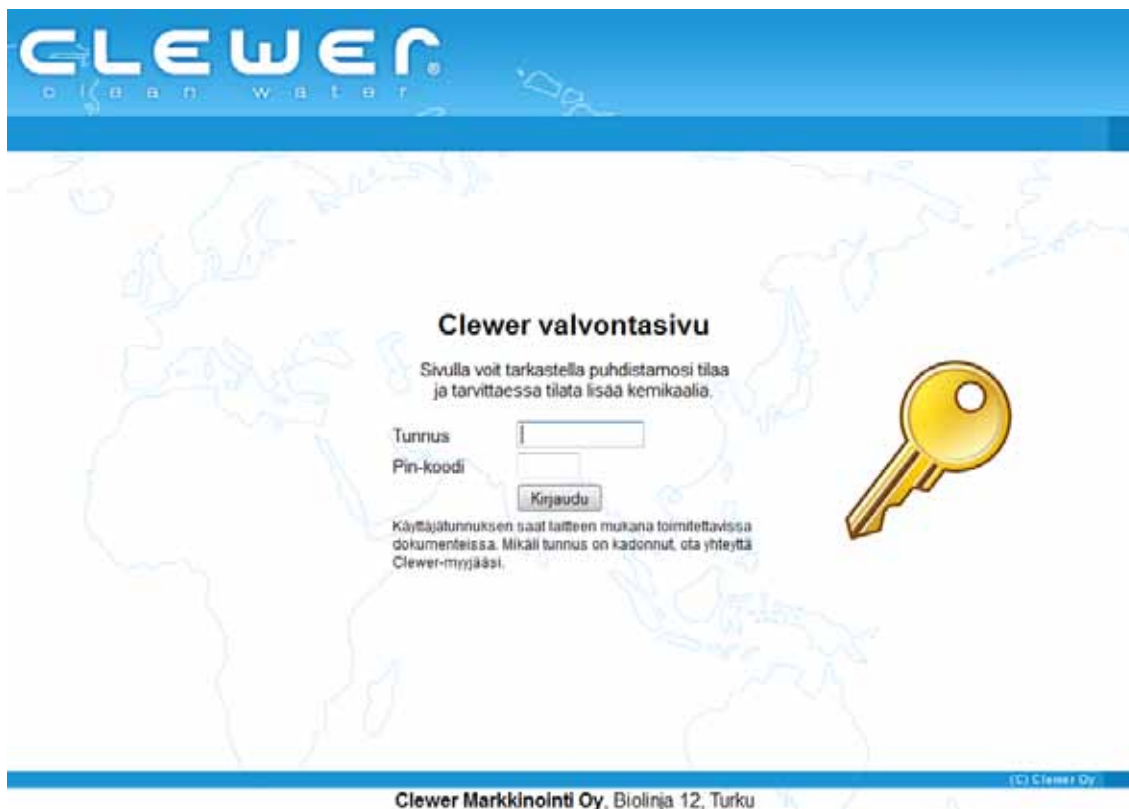 CLEWER®
clean water
Clewer valvontasivu
Sivulla voit tarkastella puhdistamosi tilaa
ja tarvittaessa tilata lisää kemikaalia.
Tunnus
Pin-koodi
Kirjaudu
Käyttäjätunnuksen saat laitteen mukana toimitettavissa
dokumenteissa. Mikäli tunnus on kadonnut, ota yhteyttä
Clewer-myyjääsi.
(C) Clewer Oy
Clewer Markkinointi Oy, Biolinja 12, Turku